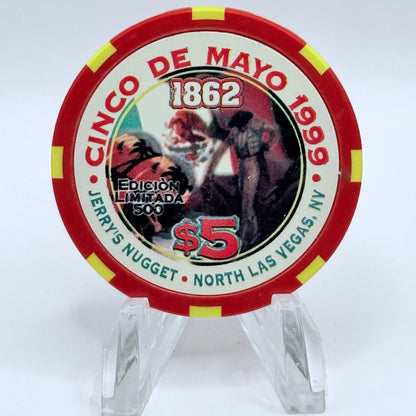 • CINCO DE MAYO 1999 •
1862
EDICIÓN
LIMITADA
500
$5
JERRY'S NUGGET • NORTH LAS VEGAS, NV